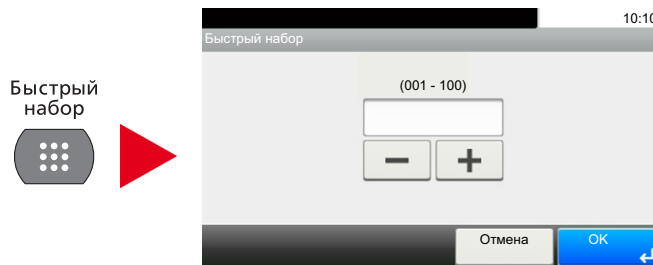 Быстрый
набор
10:10
Быстрый набор
(001 - 100)
Отмена
OK